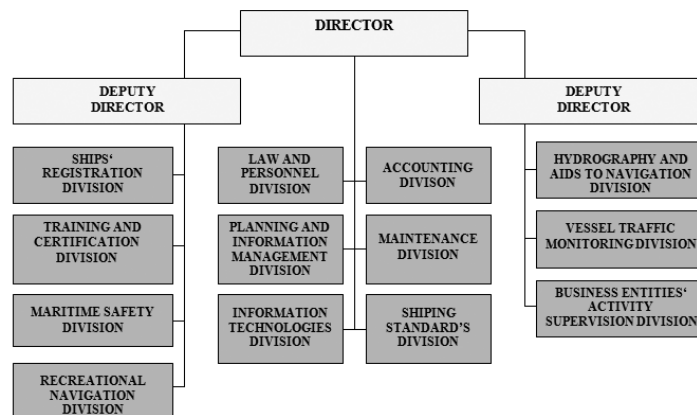 DIRECTOR
DEPUTY
DIRECTOR
DEPUTY
DIRECTOR
SHIPS‘
REGISTRATION
DIVISION
TRAINING AND
CERTIFICATION
DIVISION
MARITIME SAFETY
DIVISION
RECREATIONAL
NAVIGATION
DIVISION
LAW AND
PERSONNEL
DIVISION
ACCOUNTING
DIVISON
PLANNING AND
INFORMATION
MANAGEMENT
DIVISION
MAINTENANCE
DIVISION
INFORMATION
TECHNOLOGIES
DIVISION
SHIPING
STANDARD’S
DIVISION
HYDROGRAPHY AND
AIDS TO NAVIGATION
DIVISION
VESSEL TRAFFIC
MONITORING DIVISION
BUSINESS ENTITIES‘
ACTIVITY
SUPERVISION DIVISION